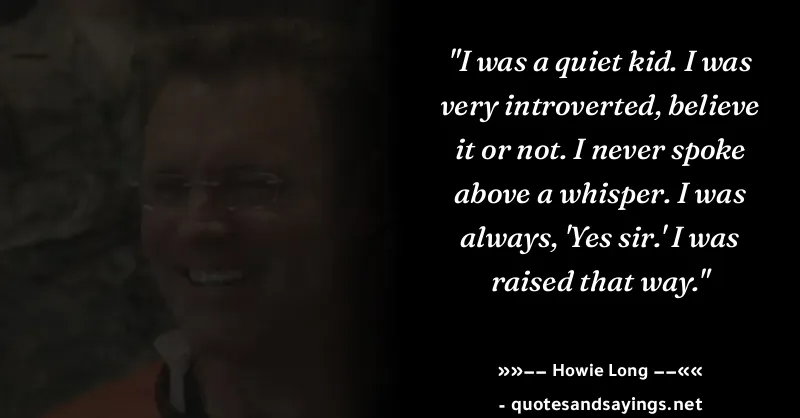 "I was a quiet kid. I was
very introverted, believe
it or not. I never spoke
above a whisper. I was
always, 'Yes sir.' I was
raised that way."
»»−− Howie Long −−««
- quotesandsayings.net